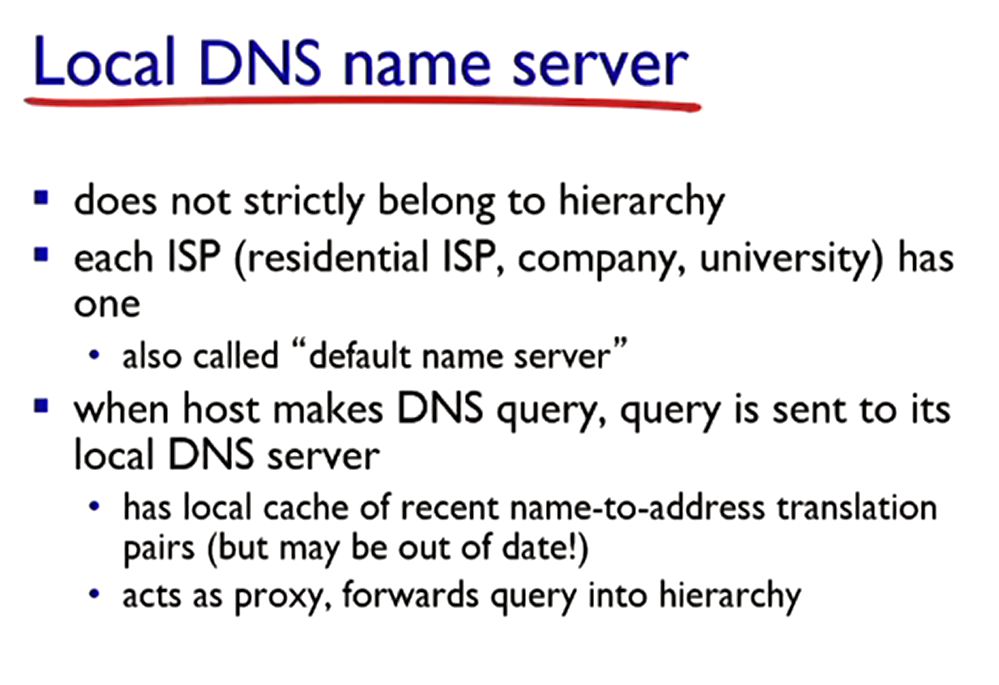 Local DNS name server
does not strictly belong to hierarchy
each ISP (residential ISP, company, university) has
one
also called “default name server”
when host makes DNS query, query is sent to its
local DNS server
has local cache of recent name-to-address translation
pairs (but may be out of date!)
acts as proxy, forwards query into hierarchy